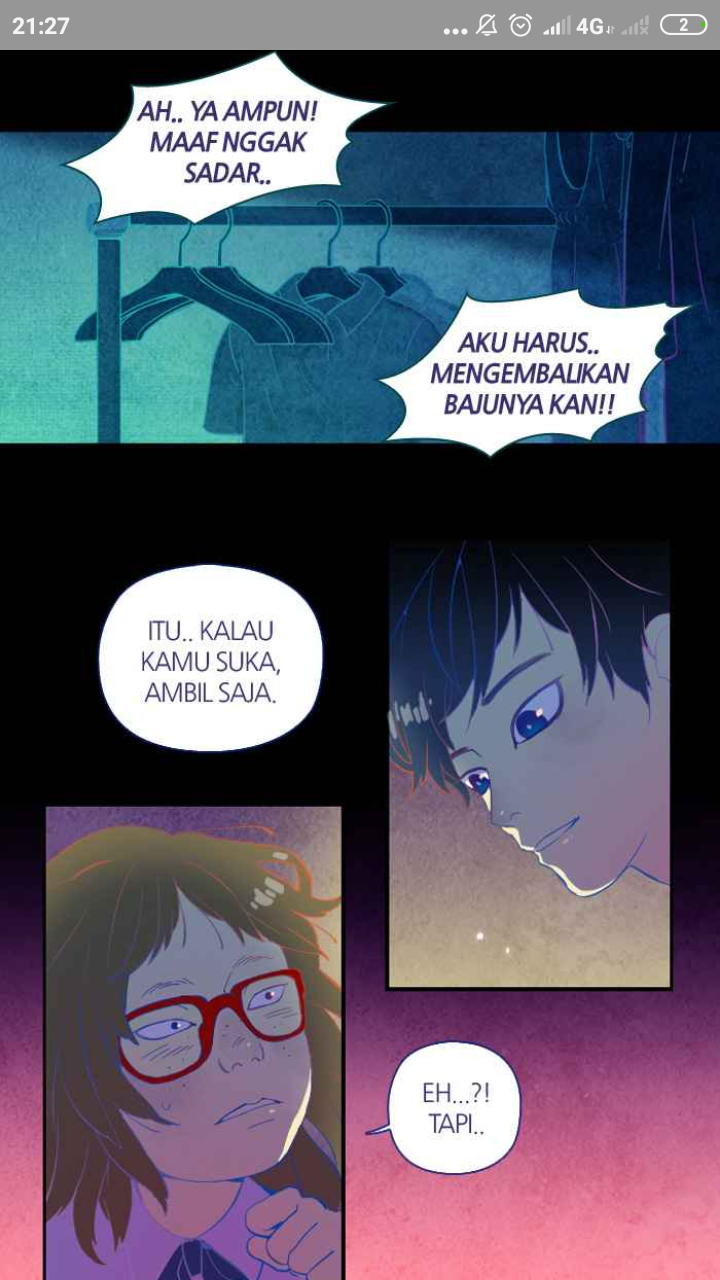 21:27
4G
2
AH.. YA AMPUN!
MAAF NGGAK
SADAR..
AKU HARUS..
MENGEMBALIKAN
BAJUNYA KAN!!
ITU.. KALAU
KAMU SUKA,
AMBIL SAJA.
EH...?!
TAPI..